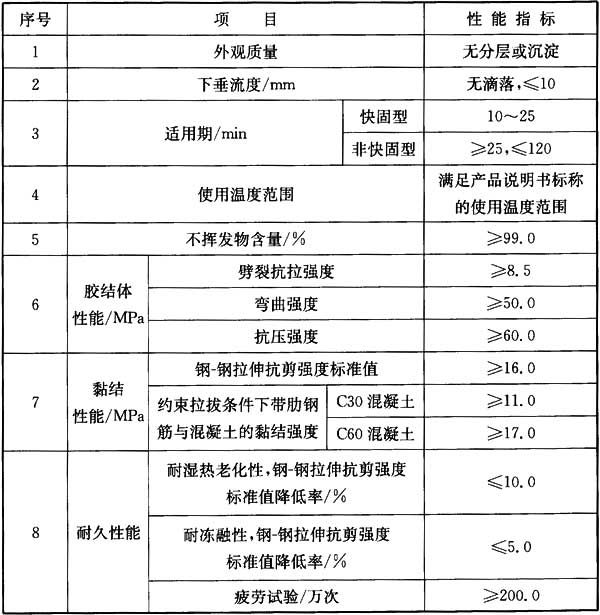 序号 项 目 性能指标
1 外观质量 无分层或沉淀
2 下垂流度/mm 无滴落,≤10
3 适用期/min 快固型 10～25
非快固型 ≥25,≤120
4 使用温度范围 满足产品说明书标称
的使用温度范围
5 不挥发物含量/% ≥99.0
6 胶结体
性能/MPa
劈裂抗拉强度 ≥8.5
弯曲强度 ≥50.0
抗压强度 ≥60.0
7 黏结
性能/MPa
钢-钢拉伸抗剪强度标准值 ≥16.0
约束拉拔条件下带肋钢
筋与混凝土的黏结强度
C30 混凝土 ≥11.0
C60 混凝土 ≥17.0
8 耐久性能
耐湿热老化性,钢-钢拉伸抗剪强度
标准值降低率/% ≤10.0
耐冻融性,钢-钢拉伸抗剪强度
标准值降低率/% ≤5.0
疲劳试验/万次 ≥200.0